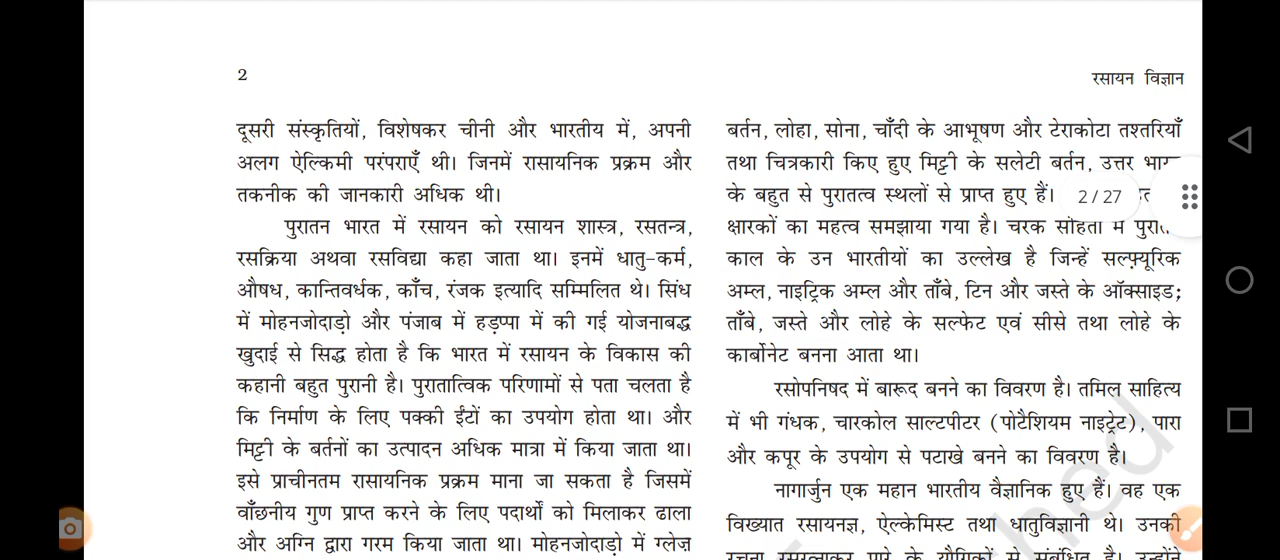 2
रसायन विज्ञान
दूसरी संस्कृतियों, विशेषकर चीनी और भारतीय में, अपनी
अलग ऐल्किमी परंपराएँ थी। जिनमें रासायनिक प्रक्रम और
तकनीक की जानकारी अधिक थी।
पुरातन भारत में रसायन को रसायन शास्त्र, रसतन्त्र,
रसक्रिया अथवा रसविद्या कहा जाता था। इनमें धातु-कर्म,
औषध, कान्तिवर्धक, काँच, रंजक इत्यादि सम्मिलित थे। सिंध
में मोहनजोदाड़ो और पंजाब में हड़प्पा में की गई योजनाबद्ध
खुदाई से सिद्ध होता है कि भारत में रसायन के विकास की
कहानी बहुत पुरानी है। पुरातात्विक परिणामों से पता चलता है
कि निर्माण के लिए पक्की ईंटों का उपयोग होता था। और
मिट्टी के बर्तनों का उत्पादन अधिक मात्रा में किया जाता था।
इसे प्राचीनतम रासायनिक प्रक्रम माना जा सकता है जिसमें
वाँछनीय गुण प्राप्त करने के लिए पदार्थों को मिलाकर ढाला
और अग्नि द्वारा गरम किया जाता था। मोहनजोदाड़ो में ग्लेज़
बर्तन, लोहा, सोना, चाँदी के आभूषण और टेराकोटा तश्तरियाँ
तथा चित्रकारी किए हुए मिट्टी के सलेटी बर्तन, उत्तर
के बहुत से पुरातत्व स्थलों से प्राप्त हुए हैं।
2 / 27
क्षारकों का महत्व समझाया गया है। चरक
काल के उन भारतीयों का उल्लेख है जिन्हें सल्फ़्यूरिक
अम्ल, नाइट्रिक अम्ल और ताँबे, टिन और जस्ते के ऑक्साइड;
ताँबे, जस्ते और लोहे के सल्फेट एवं सीसे तथा लोहे के
कार्बोनेट बनना आता था।
रसोपनिषद में बारूद बनने का विवरण है। तमिल साहित्य
में भी गंधक, चारकोल साल्टपीटर (पोटैशियम नाइट्रेट), पारा
और कपूर के उपयोग से पटाखे बनने का विवरण है।
नागार्जुन एक महान भारतीय वैज्ञानिक हुए हैं। वह एक
विख्यात रसायनज्ञ, ऐल्केमिस्ट तथा धातुविज्ञानी थे। उनकी
रचना रसरत्नाकर पारे के यौगिकों से संबंधित है। उन्होंने